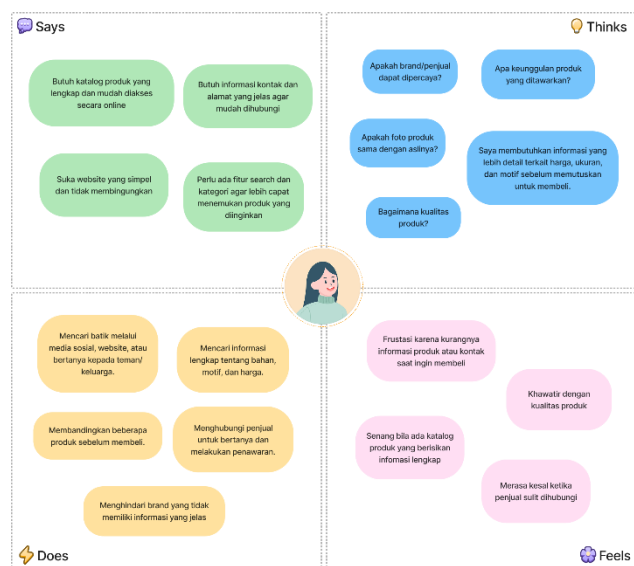 Says
Butuh katalog produk yang
lengkap dan mudah diakses
secara online
Butuh informasi kontak dan
alamat yang jelas agar
mudah dihubungi
Suka website yang simpel
dan tidak membingungkan
Perlu ada fitur search dan
kategori agar lebih capat
menemukan produk yang
diinginkan
Thinks
Apakah brand/penjual
dapat dipercaya?
Apa keunggulan produk
yang ditawarkan?
Apakah foto produk
sama dengan aslinya?
Saya membutuhkan informasi yang
lebih detail terkait harga, ukuran,
dan motif sebelum memutuskan
untuk membeli.
Bagaimana kualitas
produk?
Mencari batik melalui
media sosial, website, atau
bertanya kepada teman/
keluarga.
Mencari informasi
lengkap tentang bahan,
motif, dan harga.
Membandingkan beberapa
produk sebelum membeli.
Menghubungi penjual
untuk bertanya dan
melakukan penawaran.
Menghindari brand yang tidak
memiliki informasi yang jelas
Does
Frustasi karena kurangnya
informasi produk atau kontak
saat ingin membeli
Khawatir dengan
kualitas produk
Senang bila ada katalog
produk yang berisikan
infomasi lengkap
Merasa kesal ketika
penjual sulit dihubungi
Feels